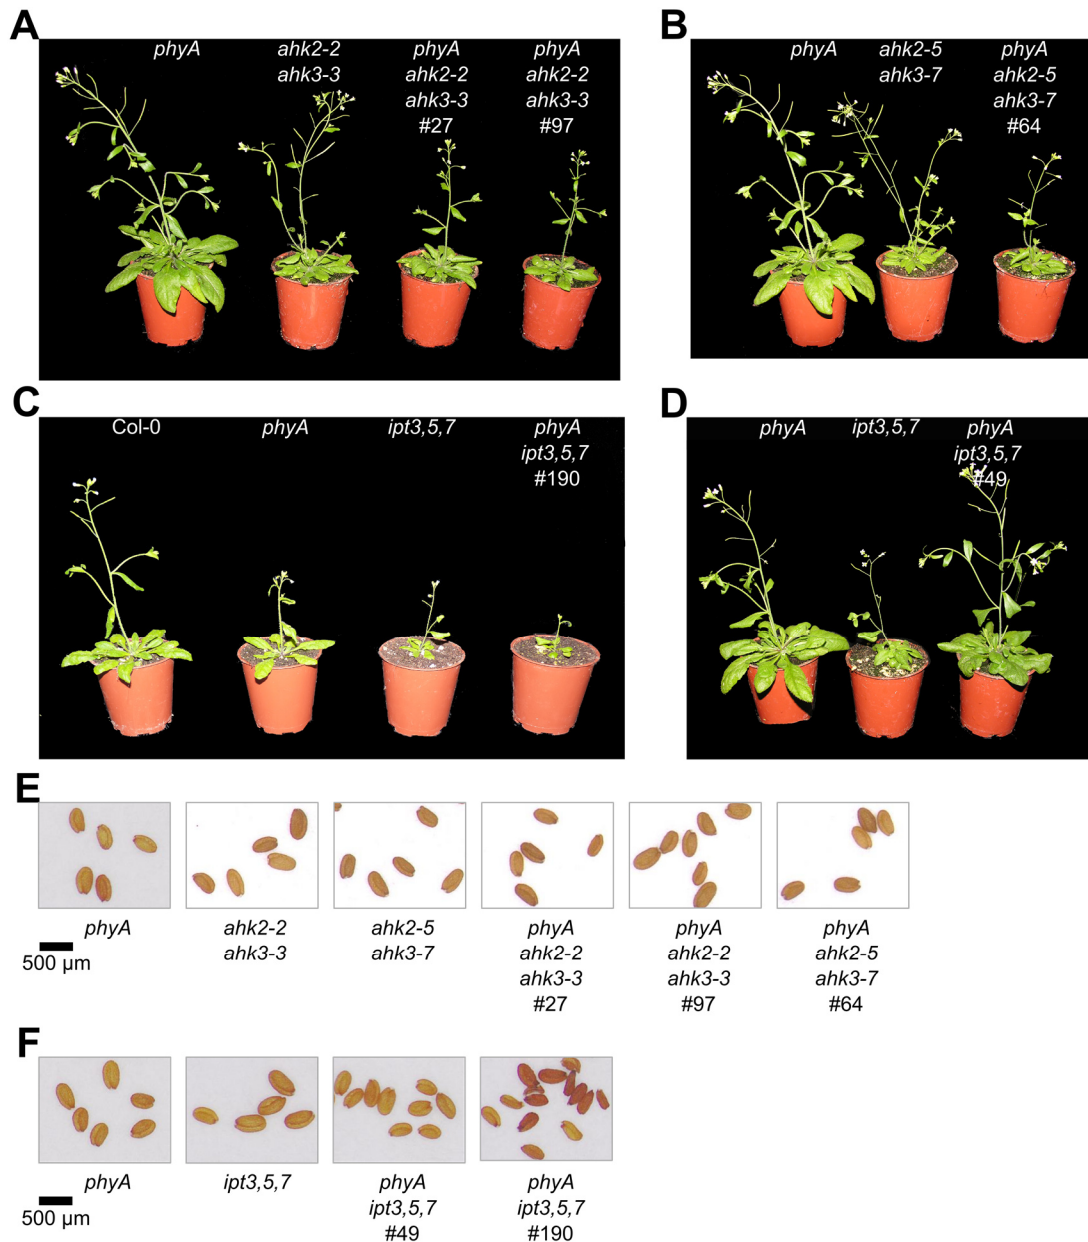 A
phyA
ahk2-2
ahk3-3
phyA
ahk2-2
ahk3-3
#27
phyA
ahk2-2
ahk3-3
#97
B
phyA
ahk2-5
ahk3-7
phyA
ahk2-5
ahk3-7
#64
C
Col-0
phyA
ipt3,5,7
phyA
ipt3,5,7
#190
D
phyA
ipt3,5,7
phyA
ipt3,5,7
#49
E
phyA
ahk2-2
ahk3-3
ahk2-5
ahk3-7
phyA
ahk2-2
ahk3-3
#27
phyA
ahk2-2
ahk3-3
#97
phyA
ahk2-5
ahk3-7
#64
500 µm
F
phyA
ipt3,5,7
phyA
ipt3,5,7
#49
phyA
ipt3,5,7
#190
500 µm